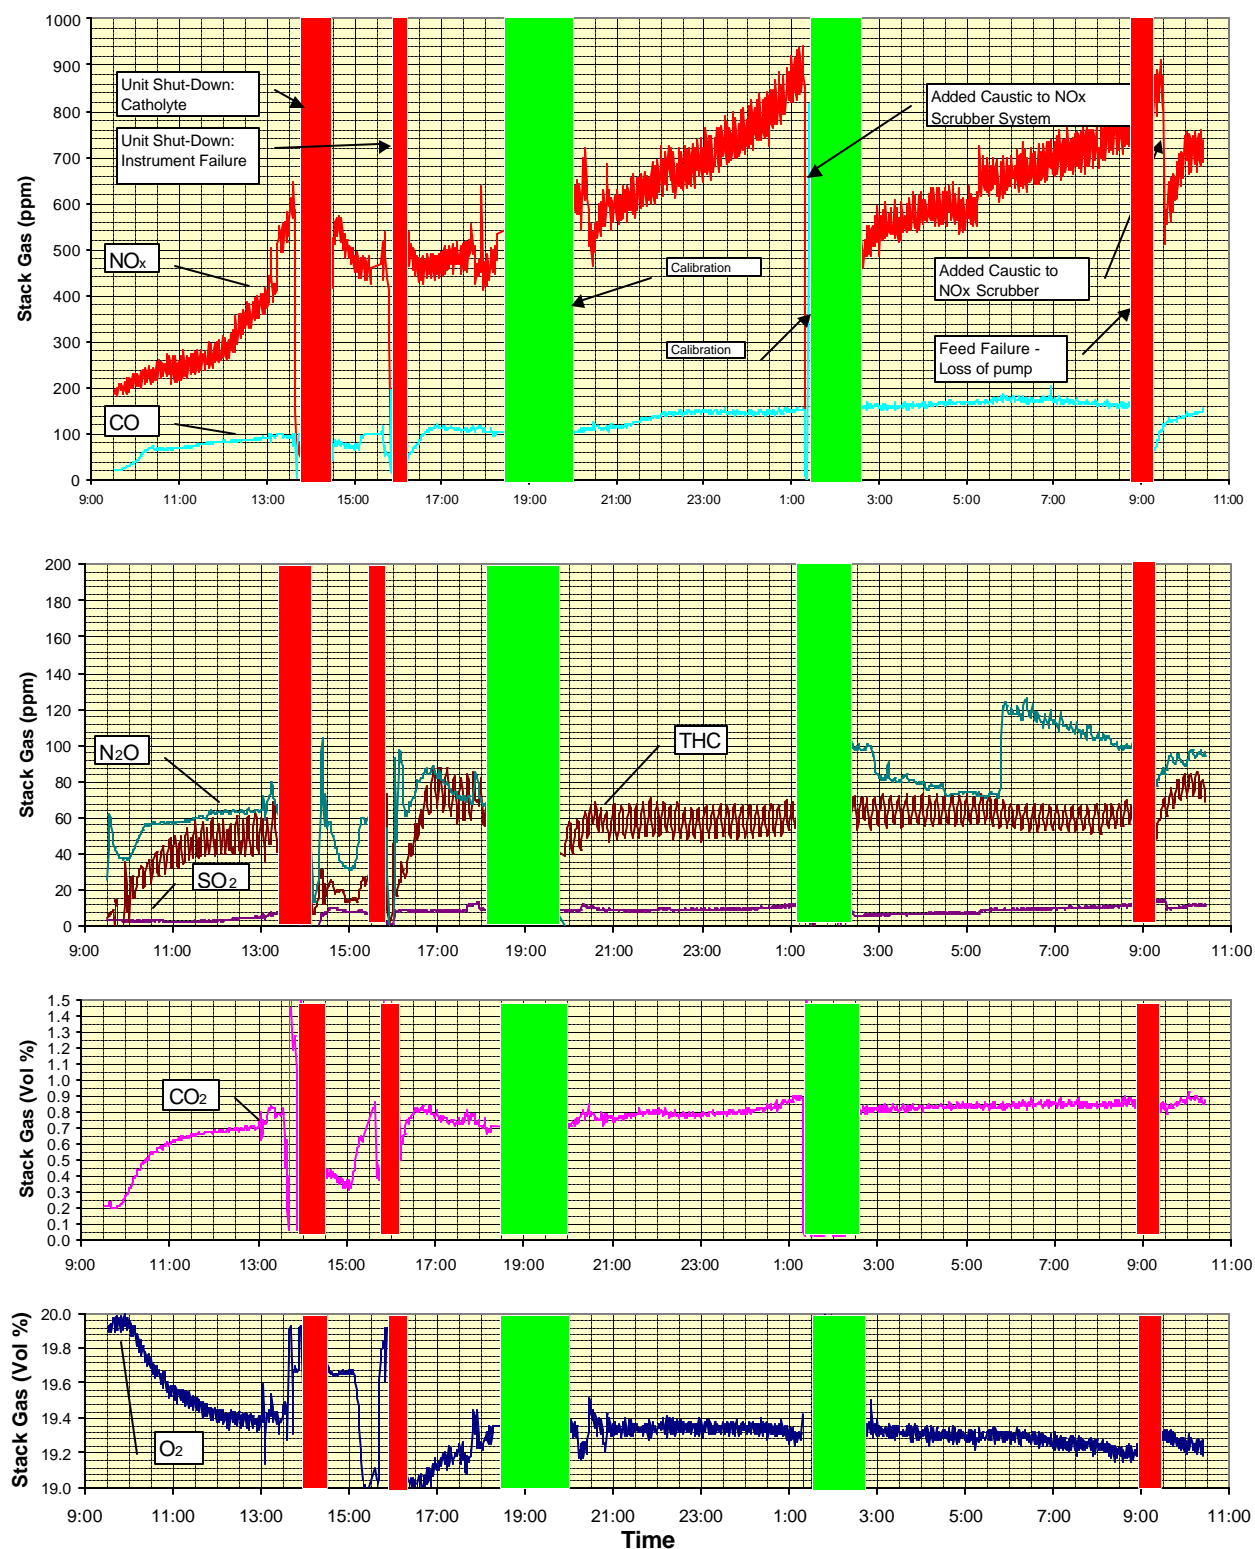 1000
900
800
700
600
500
400
300
200
100
0
Stack Gas (ppm)
Unit Shut-Down:
Catholyte
Unit Shut-Down:
Instrument Failure
NOx
CO
Calibration
Calibration
Added Caustic to NOx
Scrubber System
Added Caustic to
NOx Scrubber
Feed Failure -
Loss of pump
9:00 11:00 13:00 15:00 17:00 19:00 21:00 23:00 1:00 3:00 5:00 7:00 9:00 11:00
200
180
160
140
120
100
80
60
40
20
0
Stack Gas (ppm)
N2O
SO2
THC
9:00 11:00 13:00 15:00 17:00 19:00 21:00 23:00 1:00 3:00 5:00 7:00 9:00 11:00
1.5
1.4
1.3
1.2
1.1
1.0
0.9
0.8
0.7
0.6
0.5
0.4
0.3
0.2
0.1
0.0
Stack Gas (Vol %)
CO2
9:00 11:00 13:00 15:00 17:00 19:00 21:00 23:00 1:00 3:00 5:00 7:00 9:00 11:00
20.0
19.8
19.6
19.4
19.2
19.0
Stack Gas (Vol %)
O2
9:00 11:00 13:00 15:00 17:00 19:00 21:00 23:00 1:00 3:00 5:00 7:00 9:00 11:00
Time